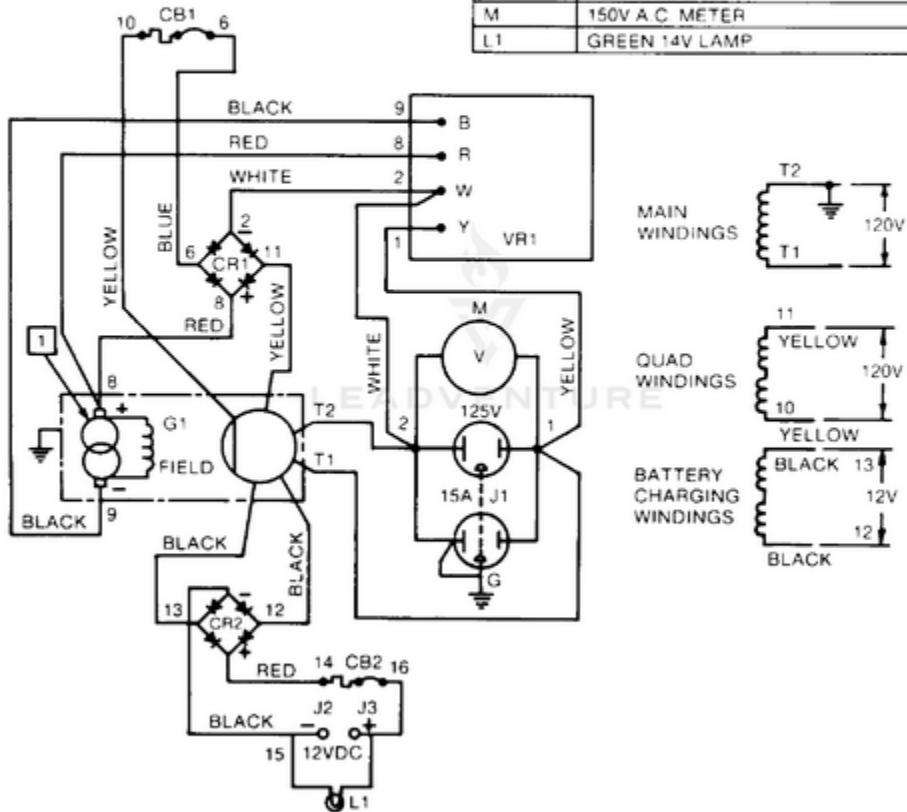 M 150V A.C. METER
L1 GREEN 14V LAMP
10 CB1 6
BLACK 9 B
RED 8 R
WHITE 2 W
1 Y
VR1
YELLOW
BLUE
2 -
6 CR1 11
8 +
RED
YELLOW
1
8
+
G1
FIELD
-
9
BLACK
T2
T1
WHITE
M
V
YELLOW
LEADVENTURE
125V
2 1
15A J1
G
BLACK
BLACK
13 - 12
CR2
+
RED 14 CB2 16
J2 J3
BLACK - +
15 12VDC
L1
MAIN
WINDINGS
T2
T1
120V
QUAD
WINDINGS
11
YELLOW
10
YELLOW
120V
BATTERY
CHARGING
WINDINGS
BLACK 13
12V
12
BLACK